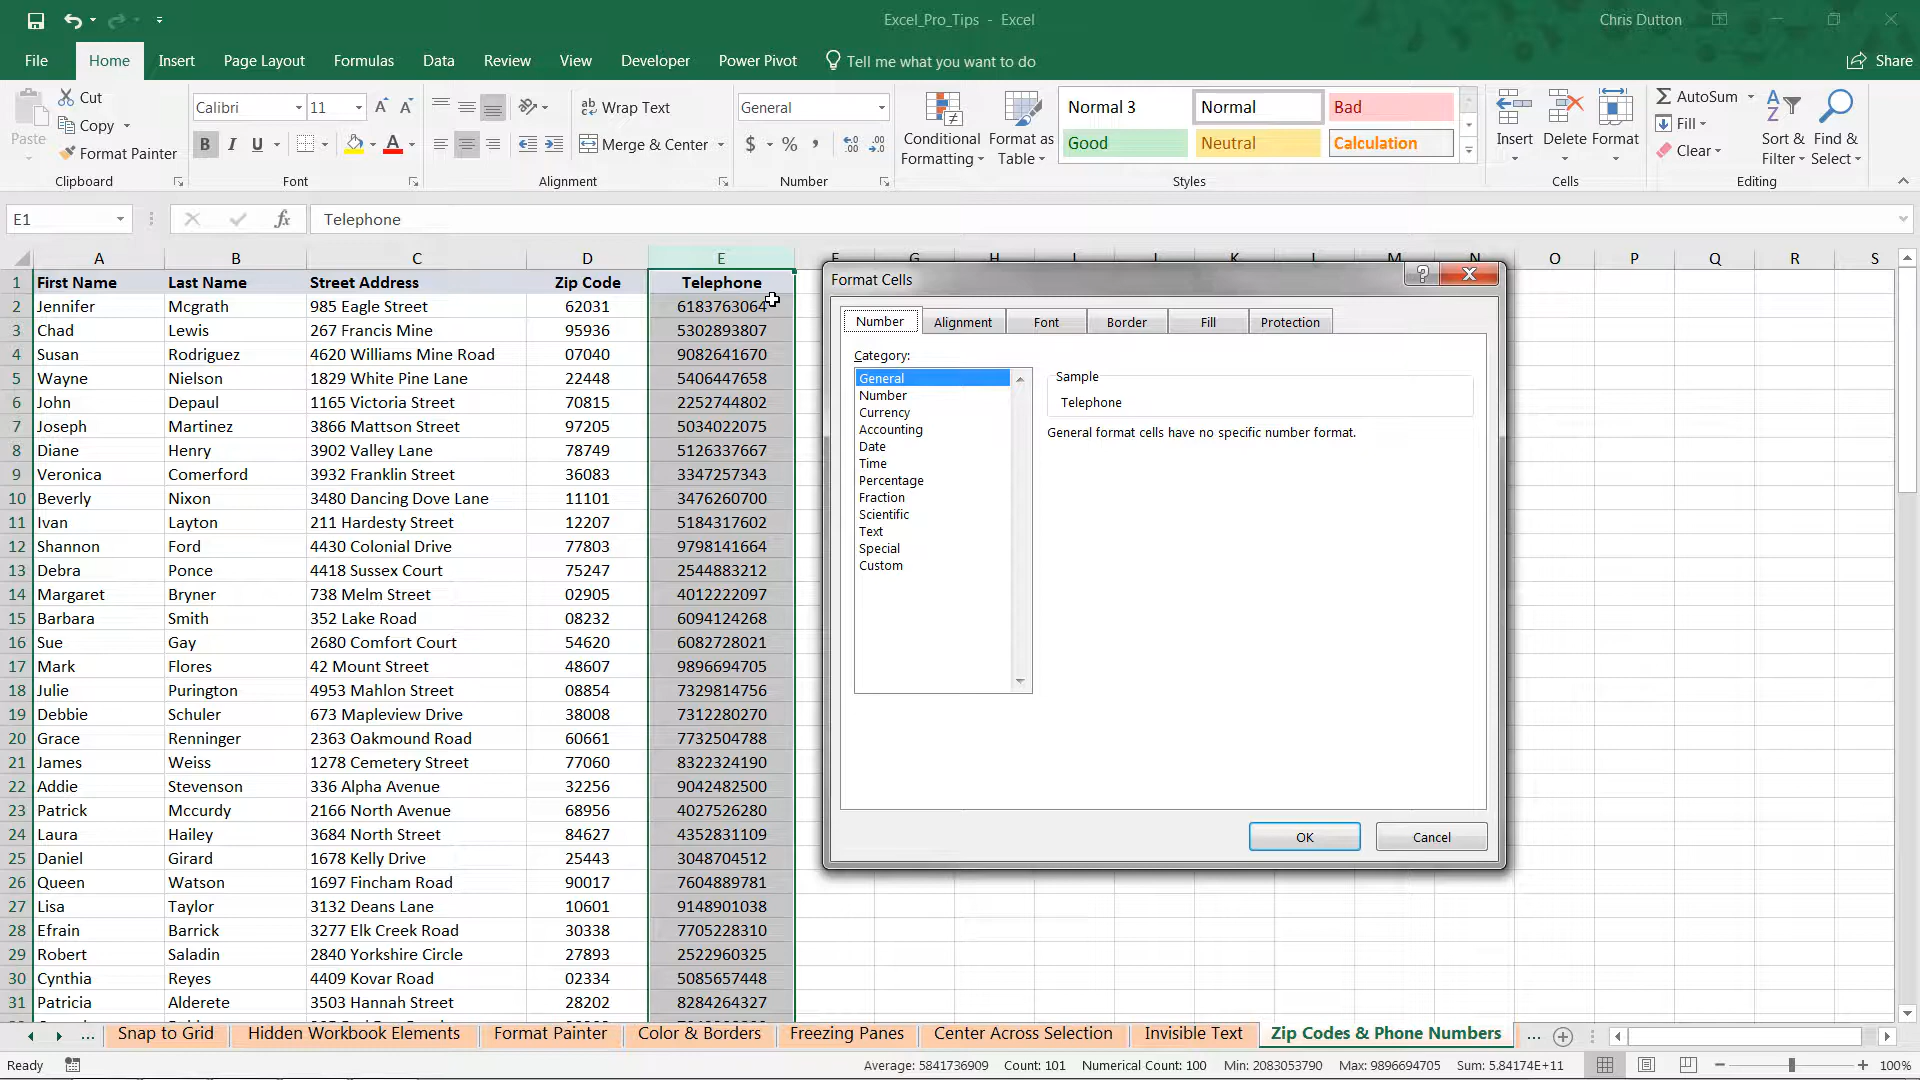 Excel_Pro_Tips - Excel
Chris Dutton
File Home Insert Page Layout Formulas Data Review View Developer Power Pivot Tell me what you want to do Share
Paste Cut Copy Format Painter
Calibri 11 B I U
Wrap Text Merge & Center
General $ % ,
Conditional Formatting Format as Table
Normal 3 Normal Bad
Good Neutral Calculation
Insert Delete Format
AutoSum Fill Clear Sort & Filter Find & Select
Clipboard Font Alignment Number Styles Cells Editing
E1 fx Telephone
A B C D E G H K M N O P Q R S
1 First Name Last Name Street Address Zip Code Telephone
2 Jennifer Mcgrath 985 Eagle Street 62031 6183763064
3 Chad Lewis 267 Francis Mine 95936 5302893807
4 Susan Rodriguez 4620 Williams Mine Road 07040 9082641670
5 Wayne Nielson 1829 White Pine Lane 22448 5406447658
6 John Depaul 1165 Victoria Street 70815 2252744802
7 Joseph Martinez 3866 Mattson Street 97205 5034022075
8 Diane Henry 3902 Valley Lane 78749 5126337667
9 Veronica Comerford 3932 Franklin Street 36083 3347257343
10 Beverly Nixon 3480 Dancing Dove Lane 11101 3476260700
11 Ivan Layton 211 Hardesty Street 12207 5184317602
12 Shannon Ford 4430 Colonial Drive 77803 9798141664
13 Debra Ponce 4418 Sussex Court 75247 2544883212
14 Margaret Bryner 738 Melm Street 02905 4012222097
15 Barbara Smith 352 Lake Road 08232 6094124268
16 Sue Gay 2680 Comfort Court 54620 6082728021
17 Mark Flores 42 Mount Street 48607 9896694705
18 Julie Purington 4953 Mahlon Street 08854 7329814756
19 Debbie Schuler 673 Mapleview Drive 38008 7312280270
20 Grace Renninger 2363 Oakmound Road 60661 7732504788
21 James Weiss 1278 Cemetery Street 77060 8322324190
22 Addie Stevenson 336 Alpha Avenue 32256 9042482500
23 Patrick Mccurdy 2166 North Avenue 68956 4027526280
24 Laura Hailey 3684 North Street 84627 4352831109
25 Daniel Girard 1678 Kelly Drive 25443 3048704512
26 Queen Watson 1697 Fincham Road 90017 7604889781
27 Lisa Taylor 3132 Deans Lane 10601 9148901038
28 Efrain Barrick 3277 Elk Creek Road 30338 7705228310
29 Robert Saladin 2840 Yorkshire Circle 27893 2522960325
30 Cynthia Reyes 4409 Kovar Road 02334 5085657448
31 Patricia Alderete 3503 Hannah Street 28202 8284264327
Format Cells
Number Alignment Font Border Fill Protection
Category:
General
Number
Currency
Accounting
Date
Time
Percentage
Fraction
Scientific
Text
Special
Custom
Sample
Telephone
General format cells have no specific number format.
OK Cancel
... Snap to Grid Hidden Workbook Elements Format Painter Color & Borders Freezing Panes Center Across Selection Invisible Text Zip Codes & Phone Numbers ...
Ready Average: 5841736909 Count: 101 Numerical Count: 100 Min: 2083053790 Max: 9896694705 Sum: 5.84174E+11 100%